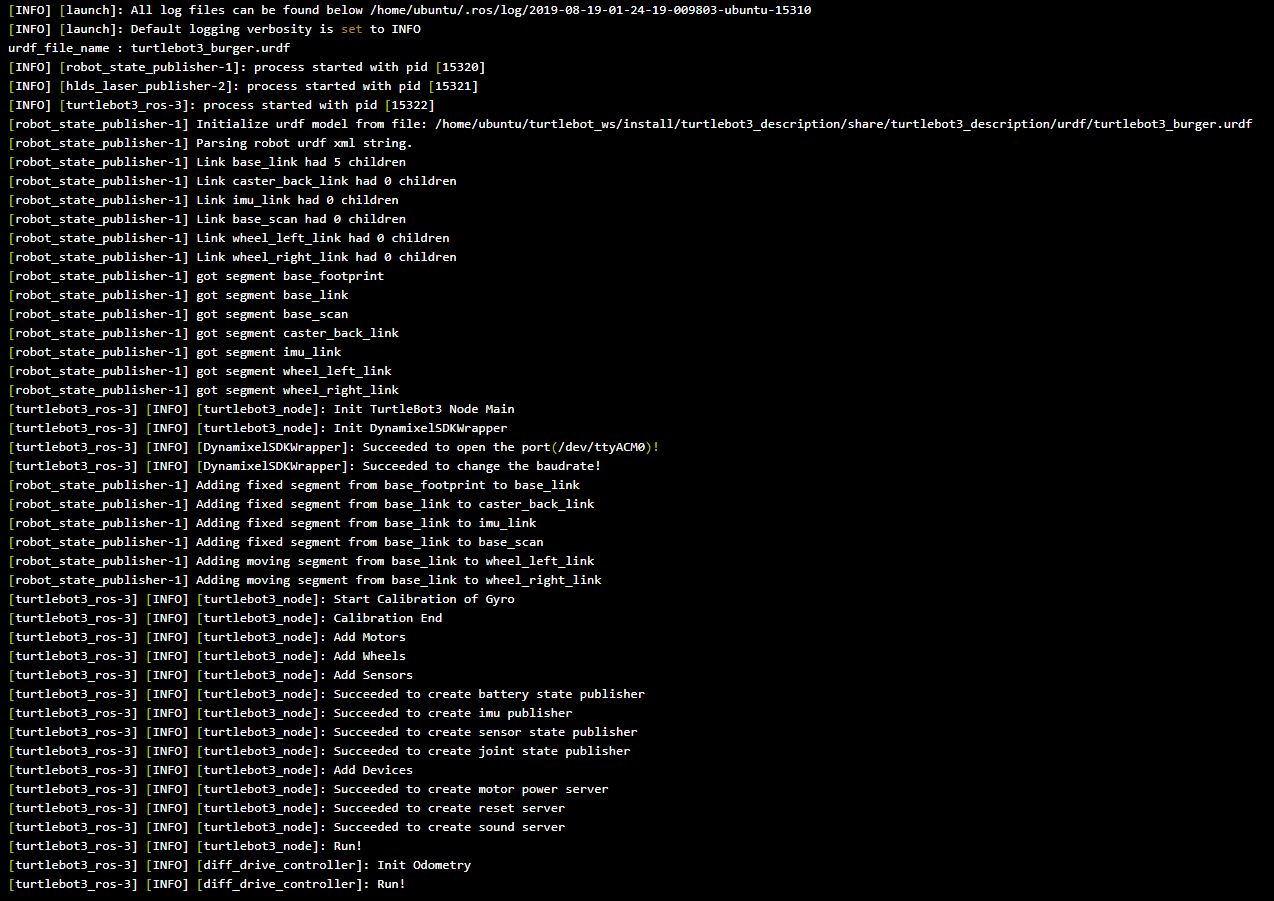 [INFO] [launch]: All log files can be found below /home/ubuntu/.ros/log/2019-08-19-01-24-19-009803-ubuntu-15310
[INFO] [launch]: Default logging verbosity is set to INFO
urdf_file_name : turtlebot3_burger.urdf
[INFO] [robot_state_publisher-1]: process started with pid [15320]
[INFO] [hlds_laser_publisher-2]: process started with pid [15321]
[INFO] [turtlebot3_ros-3]: process started with pid [15322]
[robot_state_publisher-1] Initialize urdf model from file: /home/ubuntu/turtlebot_ws/install/turtlebot3_description/share/turtlebot3_description/urdf/turtlebot3_burger.urdf
[robot_state_publisher-1] Parsing robot urdf xml string.
[robot_state_publisher-1] Link base_link had 5 children
[robot_state_publisher-1] Link caster_back_link had 0 children
[robot_state_publisher-1] Link imu_link had 0 children
[robot_state_publisher-1] Link base_scan had 0 children
[robot_state_publisher-1] Link wheel_left_link had 0 children
[robot_state_publisher-1] Link wheel_right_link had 0 children
[robot_state_publisher-1] got segment base_footprint
[robot_state_publisher-1] got segment base_link
[robot_state_publisher-1] got segment base_scan
[robot_state_publisher-1] got segment caster_back_link
[robot_state_publisher-1] got segment imu_link
[robot_state_publisher-1] got segment wheel_left_link
[robot_state_publisher-1] got segment wheel_right_link
[turtlebot3_ros-3] [INFO] [turtlebot3_node]: Init TurtleBot3 Node Main
[turtlebot3_ros-3] [INFO] [turtlebot3_node]: Init DynamixelSDKWrapper
[turtlebot3_ros-3] [INFO] [DynamixelSDKWrapper]: Succeeded to open the port(/dev/ttyACM0)!
[turtlebot3_ros-3] [INFO] [DynamixelSDKWrapper]: Succeeded to change the baudrate!
[robot_state_publisher-1] Adding fixed segment from base_footprint to base_link
[robot_state_publisher-1] Adding fixed segment from base_link to caster_back_link
[robot_state_publisher-1] Adding fixed segment from base_link to imu_link
[robot_state_publisher-1] Adding fixed segment from base_link to base_scan
[robot_state_publisher-1] Adding moving segment from base_link to wheel_left_link
[robot_state_publisher-1] Adding moving segment from base_link to wheel_right_link
[turtlebot3_ros-3] [INFO] [turtlebot3_node]: Start Calibration of Gyro
[turtlebot3_ros-3] [INFO] [turtlebot3_node]: Calibration End
[turtlebot3_ros-3] [INFO] [turtlebot3_node]: Add Motors
[turtlebot3_ros-3] [INFO] [turtlebot3_node]: Add Wheels
[turtlebot3_ros-3] [INFO] [turtlebot3_node]: Add Sensors
[turtlebot3_ros-3] [INFO] [turtlebot3_node]: Succeeded to create battery state publisher
[turtlebot3_ros-3] [INFO] [turtlebot3_node]: Succeeded to create imu publisher
[turtlebot3_ros-3] [INFO] [turtlebot3_node]: Succeeded to create sensor state publisher
[turtlebot3_ros-3] [INFO] [turtlebot3_node]: Succeeded to create joint state publisher
[turtlebot3_ros-3] [INFO] [turtlebot3_node]: Add Devices
[turtlebot3_ros-3] [INFO] [turtlebot3_node]: Succeeded to create motor power server
[turtlebot3_ros-3] [INFO] [turtlebot3_node]: Succeeded to create reset server
[turtlebot3_ros-3] [INFO] [turtlebot3_node]: Succeeded to create sound server
[turtlebot3_ros-3] [INFO] [turtlebot3_node]: Run!
[turtlebot3_ros-3] [INFO] [diff_drive_controller]: Init Odometry
[turtlebot3_ros-3] [INFO] [diff_drive_controller]: Run!